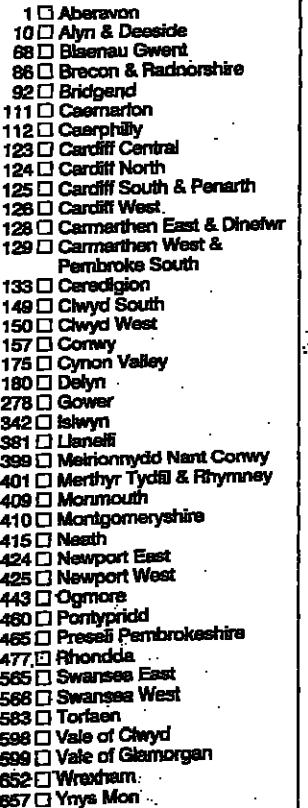 1 □ Aberavon
10 □ Alyn & Deeside
68 □ Blaenau Gwent
86 □ Brecon & Radnorshire
92 □ Bridgend
111 □ Caernarfon
112 □ Caerphilly
123 □ Cardiff Central
124 □ Cardiff North
125 □ Cardiff South & Penarth
126 □ Cardiff West
128 □ Carmarthen East & Dinefwr
129 □ Carmarthen West &
Pembroke South
133 □ Ceredigion
149 □ Clwyd South
150 □ Clwyd West
157 □ Conwy
175 □ Cynon Valley
180 □ Delyn
278 □ Gower
342 □ Islwyn
381 □ Llanelli
399 □ Meirionnydd Nant Conwy
401 □ Merthyr Tydfil & Rhymney
409 □ Monmouth
410 □ Montgomeryshire
415 □ Neath
424 □ Newport East
425 □ Newport West
443 □ Ogmore
460 □ Pontypridd
465 □ Preseli Pembrokeshire
477 □ Rhondda
565 □ Swansea East
566 □ Swansea West
583 □ Torfaen
598 □ Vale of Clwyd
599 □ Vale of Glamorgan
652 □ Wrexham
657 □ Ynys Mon